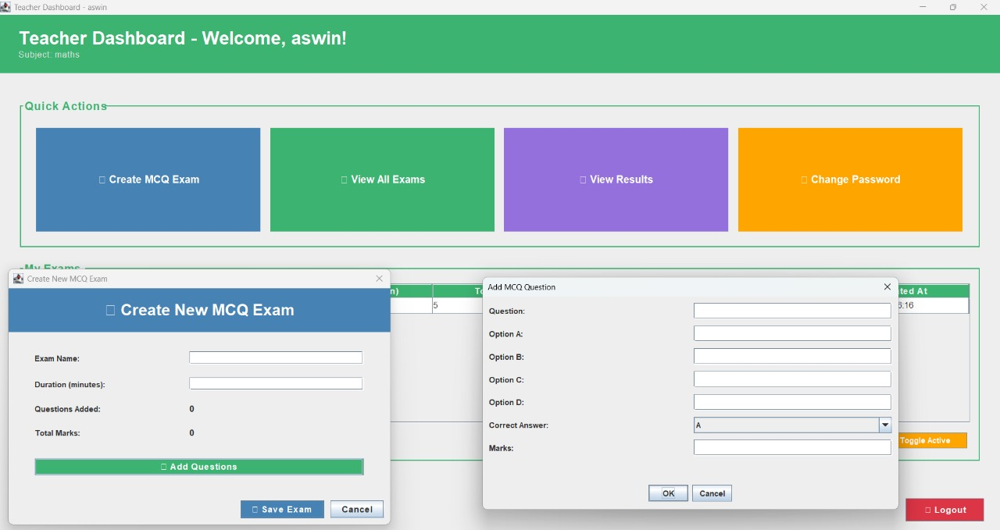 Teacher Dashboard - aswin
Teacher Dashboard - Welcome, aswin!
Subject: maths
Quick Actions
Create MCQ Exam
View All Exams
View Results
Change Password
My Exams
n)
To
ted At
5
6:16
Toggle Active
Logout
Create New MCQ Exam
Create New MCQ Exam
Exam Name:
Duration (minutes):
Questions Added: 0
Total Marks: 0
Add Questions
Save Exam
Cancel
Add MCQ Question
Question:
Option A:
Option B:
Option C:
Option D:
Correct Answer: A
Marks:
OK
Cancel